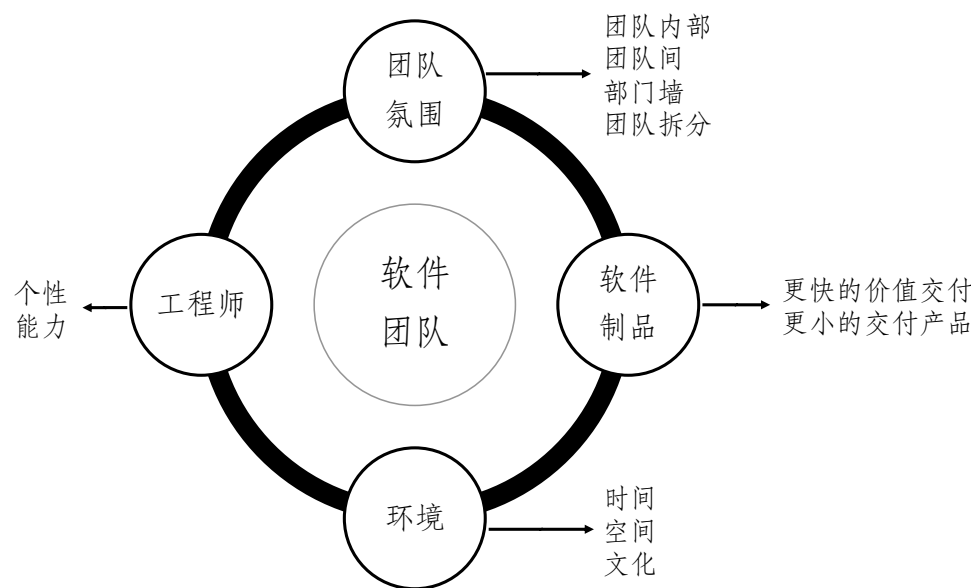 团队
氛围
团队内部
团队间
部门墙
团队拆分
软件
团队
工程师
个性
能力
软件
制品
更快的价值交付
更小的交付产品
环境
时间
空间
文化